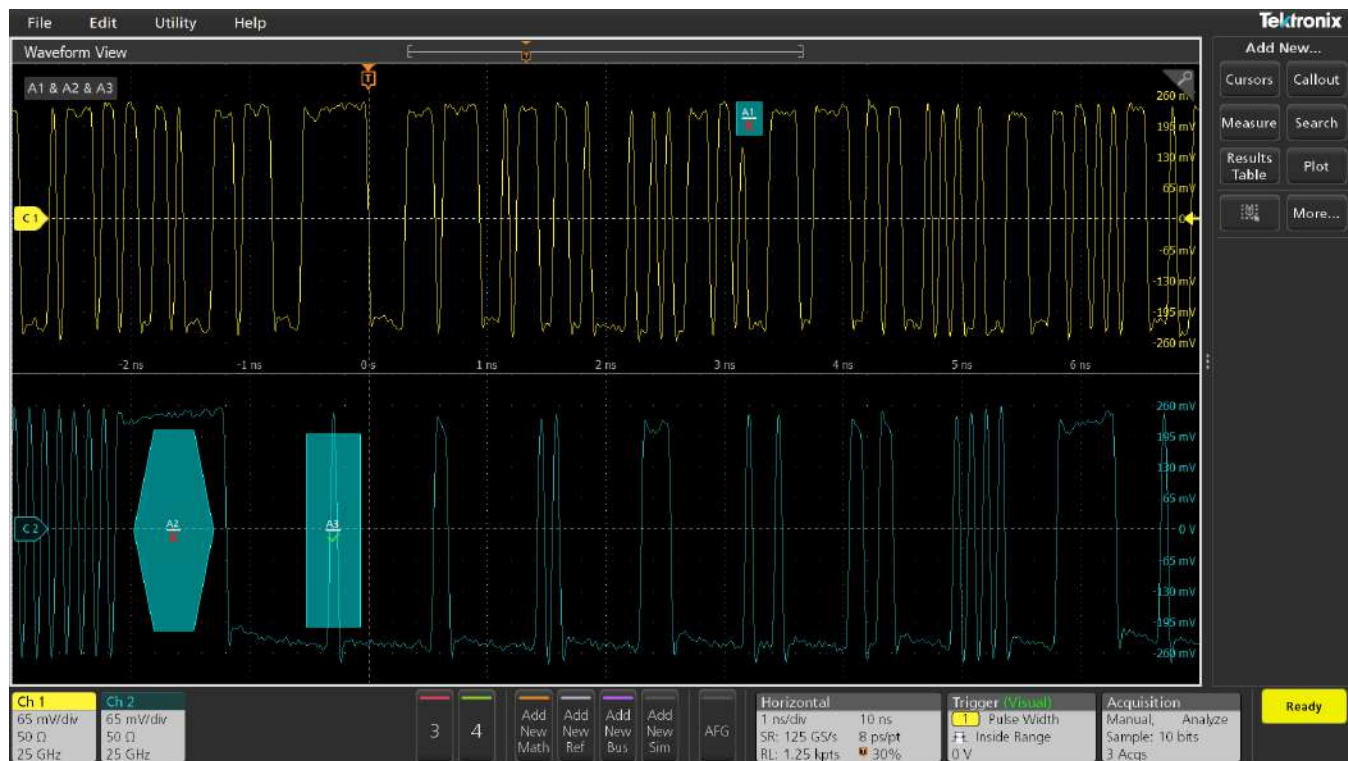 File Edit Utility Help
Tektronix
Waveform View
Add New...
A1 & A2 & A3
T
T
Cursors Callout
Measure Search
Results Table Plot
More...
A1
x
195 mV
130 mV
65 mV
C 1
0
-65 mV
-130 mV
-195 mV
-260 mV
-2 ns -1 ns 0 s 1 ns 2 ns 3 ns 4 ns 5 ns 6 ns
260 mV
195 mV
130 mV
65 mV
C 2
A2
x
A3
0 V
-65 mV
-130 mV
-195 mV
-260 mV
Ch 1
65 mV/div
50 Ω
25 GHz
Ch 2
65 mV/div
50 Ω
25 GHz
3
4
Add
New
Math
Add
New
Ref
Add
New
Bus
Add
New
Sim
AFG
Horizontal
1 ns/div 10 ns
SR: 125 GS/s 8 ps/pt
RL: 1.25 kpts 30%
Trigger (Visual)
1 Pulse Width
Inside Range
0 V
Acquisition
Manual, Analyze
Sample: 10 bits
3 Acqs
Ready